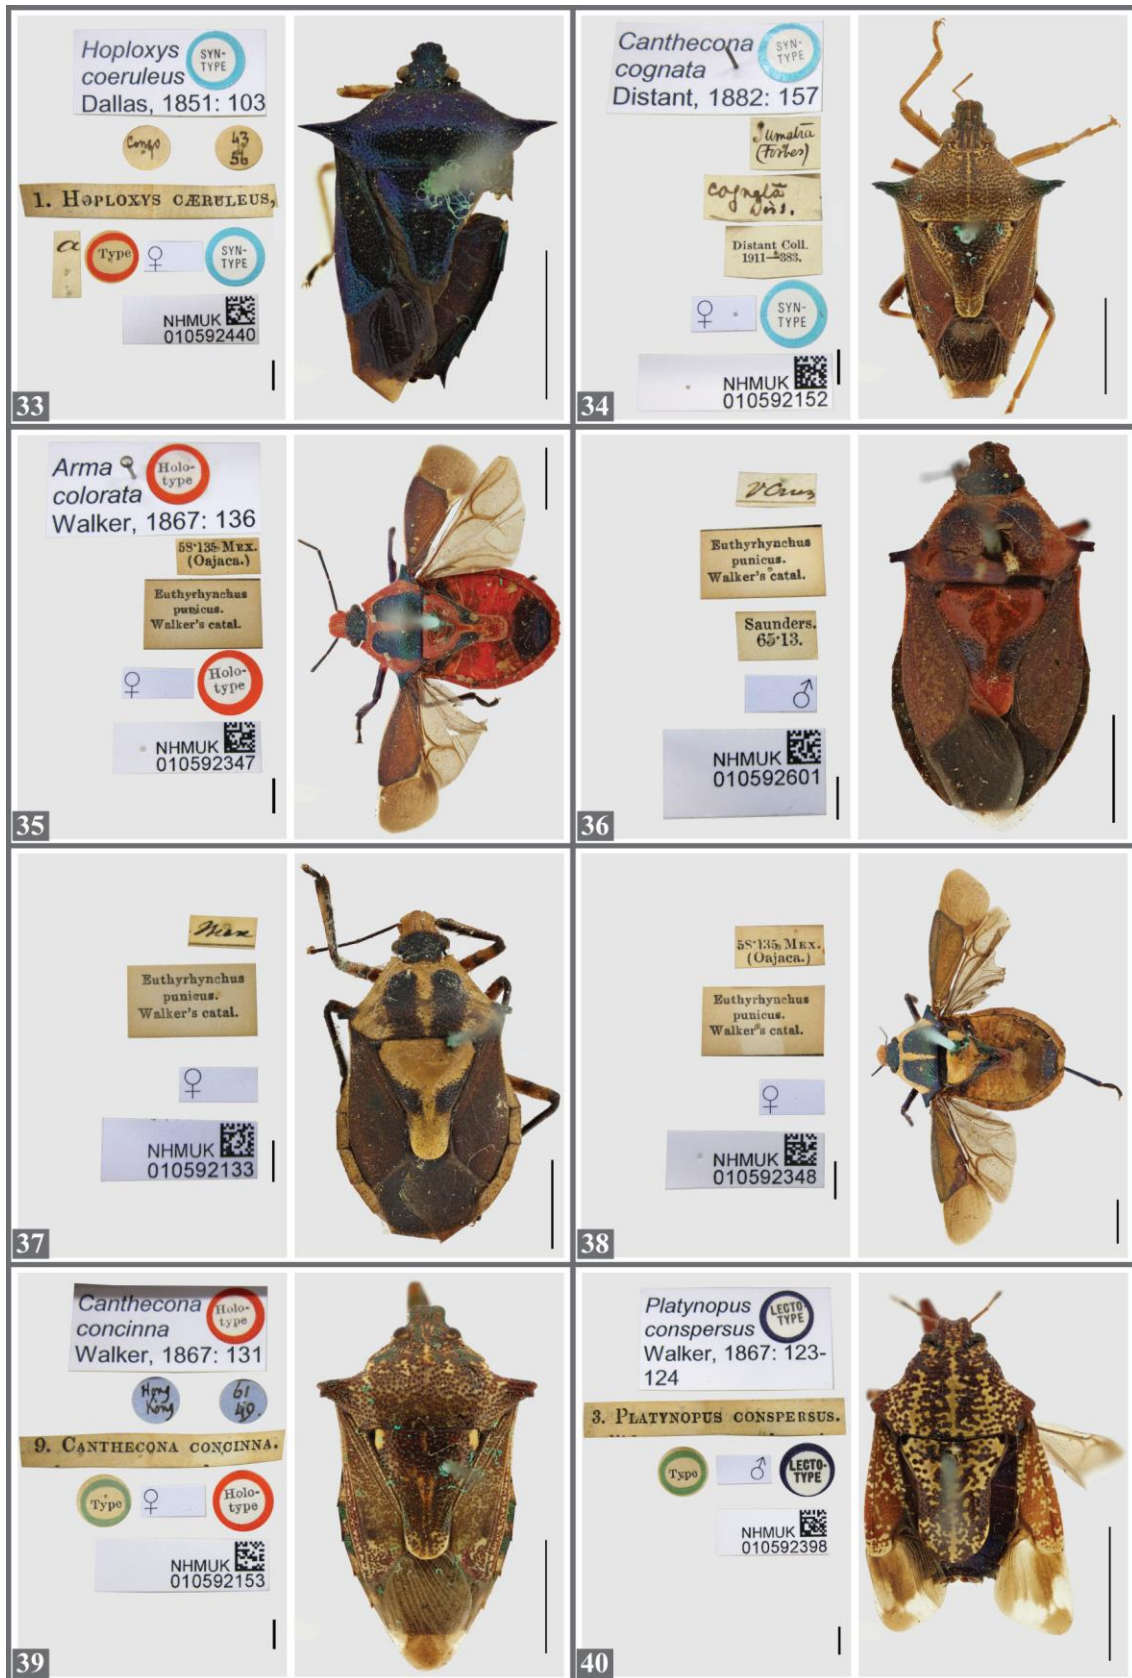 Hoploxys
coeruleus
Dallas, 1851: 103
SYN-
TYPE
Congo
43
56
1. HOPLOXYS CÆRULEUS,
a
Type
♀
SYN-
TYPE
NHMUK
010592440
33
Canthecona
cognata
Distant, 1882: 157
SYN-
TYPE
Sumatra
(Forbes)
cognata
Dist.
Distant Coll.
1911—383.
♀
SYN-
TYPE
NHMUK
010592152
34
Arma
colorata
Walker, 1867: 136
Holo-
type
58·135 MEX.
(Oajaca.)
Euthyrhynchus
punicus.
Walker's catal.
♀
Holo-
type
NHMUK
010592347
35
V Cruz
Euthyrhynchus
punicus.
Walker's catal.
Saunders.
65·13.
♂
NHMUK
010592601
36
Mex
Euthyrhynchus
punicus.
Walker's catal.
♀
NHMUK
010592133
37
58·135 MEX.
(Oajaca.)
Euthyrhynchus
punicus.
Walker's catal.
♀
NHMUK
010592348
38
Canthecona
concinna
Walker, 1867: 131
Holo-
type
Hong
Kong
61
49.
9. CANTHECONA CONCINNA.
Type
♀
Holo-
type
NHMUK
010592153
39
Platynopus
conspersus
Walker, 1867: 123-
124
LECTO-
TYPE
3. PLATYNOPUS CONSPERSUS.
Type
♂
LECTO-
TYPE
NHMUK
010592398
40